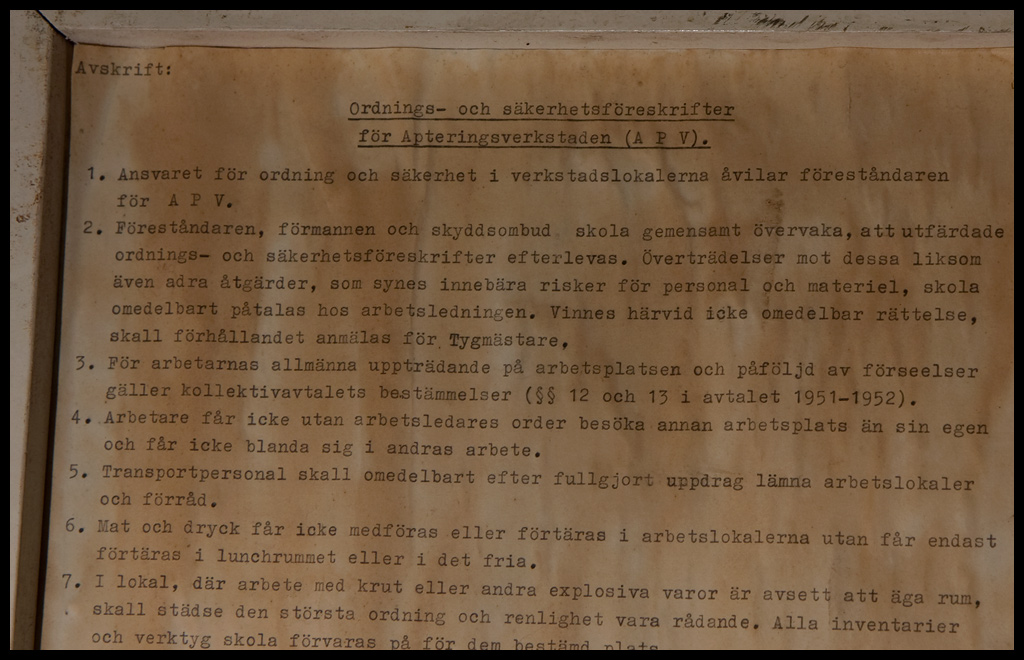 Avskrift:
Ordnings- och säkerhetsföreskrifter
för Apteringsverkstaden (A P V).
1. Ansvaret för ordning och säkerhet i verkstadslokalerna åvilar föreståndaren
för A P V.
2. Föreståndaren, förmannen och skyddsombud skola gemensamt övervaka, att utfärdade
ordnings- och säkerhetsföreskrifter efterlevas. Överträdelser mot dessa liksom
även adra åtgärder, som synes innebära risker för personal och materiel, skola
omedelbart påtalas hos arbetsledningen. Vinnes härvid icke omedelbar rättelse,
skall förhållandet anmälas för Tygmästare,
3. För arbetarnas allmänna uppträdande på arbetsplatsen och påföljd av förseelser
gäller kollektivavtalets bestämmelser (§§ 12 och 13 i avtalet 1951-1952).
4. Arbetare får icke utan arbetsledares order besöka annan arbetsplats än sin egen
och får icke blanda sig i andras arbete.
5. Transportpersonal skall omedelbart efter fullgjort uppdrag lämna arbetslokaler
och förråd.
6. Mat och dryck får icke medföras eller förtäras i arbetslokalerna utan får endast
förtäras i lunchrummet eller i det fria.
7. I lokal, där arbete med krut eller andra explosiva varor är avsett att äga rum,
skall städse den största ordning och renlighet vara rådande. Alla inventarier
och verktyg skola förvaras på för dem bestämd plats